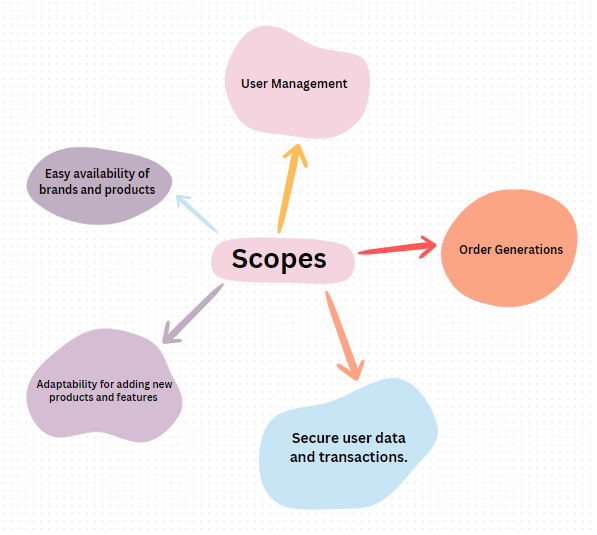 User Management
Easy availability of
brands and products
Scopes
Order Generations
Adaptability for adding new
products and features
Secure user data
and transactions.